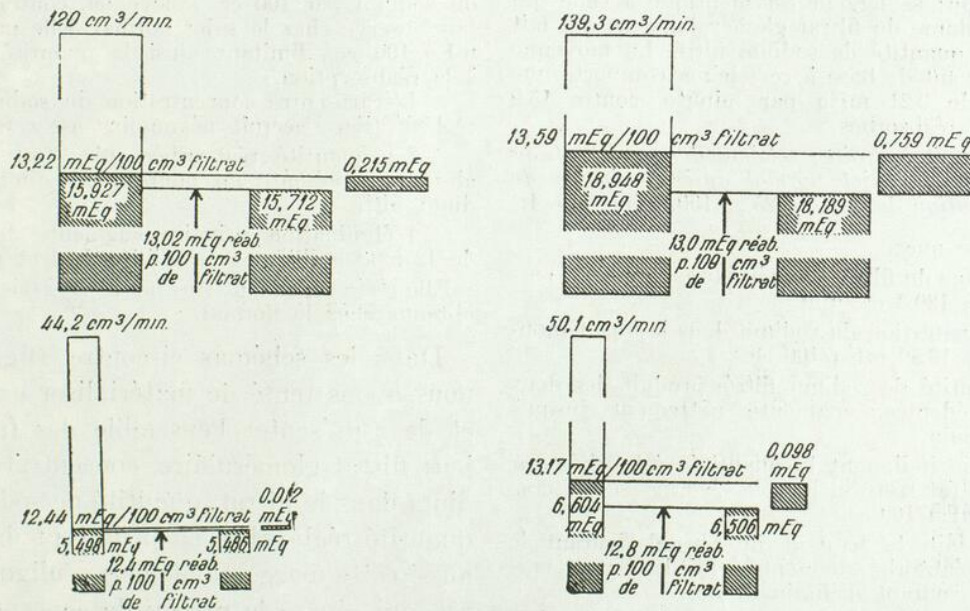 120 cm³/min.
13,22 mEq/100 cm³ filtrat 0,215 mEq
15,927 mEq
15,712 mEq
13,02 mEq réab.
p.100 cm³
de filtrat
139,3 cm³/min.
13,59 mEq/100 cm³ filtrat 0,759 mEq
18,948 mEq
18,189 mEq
13,0 mEq réab.
p.100 cm³
de filtrat
44,2 cm³/min.
12,44 mEq/100 cm³ filtrat 0,012 mEq
5,498 mEq
5,486 mEq
12,4 mEq réab.
p.100 cm³
de filtrat
50,1 cm³/min.
13,17 mEq/100 cm³ filtrat 0,098 mEq
6,604 mEq
6,506 mEq
12,8 mEq réab.
p.100 cm³
de filtrat